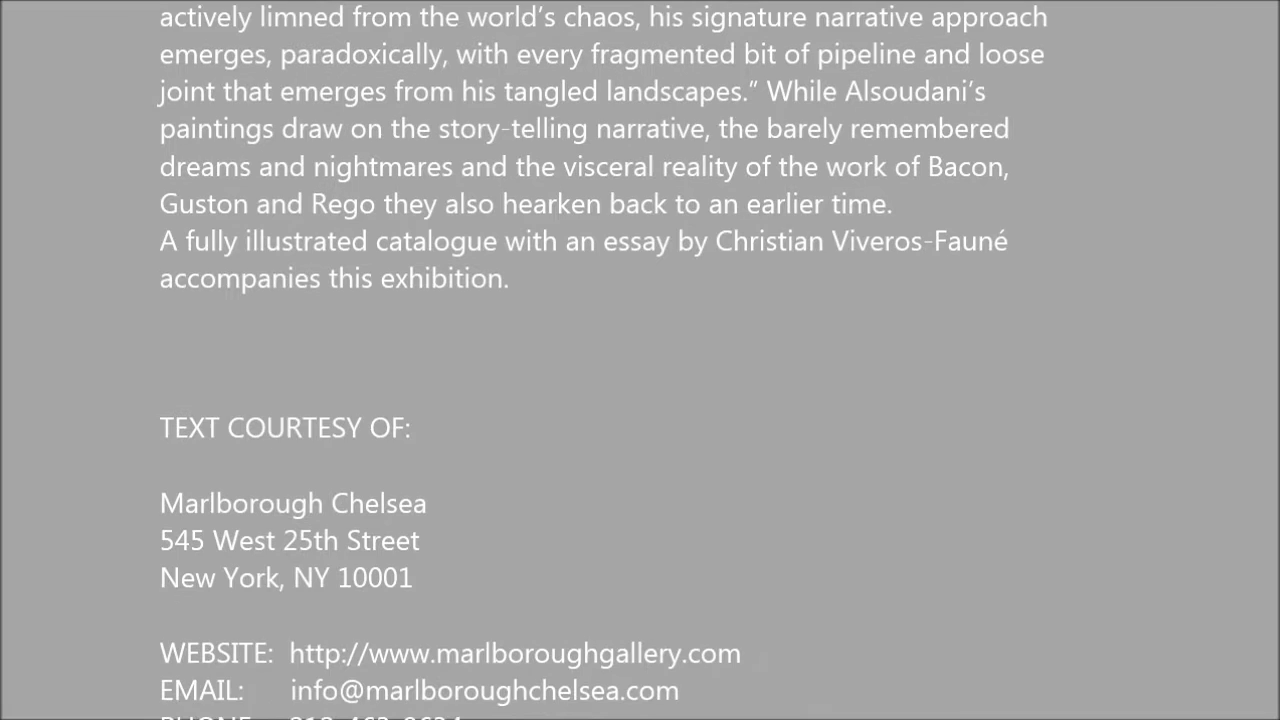 actively limned from the world’s chaos, his signature narrative approach
emerges, paradoxically, with every fragmented bit of pipeline and loose
joint that emerges from his tangled landscapes.” While Alsoudani’s
paintings draw on the story-telling narrative, the barely remembered
dreams and nightmares and the visceral reality of the work of Bacon,
Guston and Rego they also hearken back to an earlier time.
A fully illustrated catalogue with an essay by Christian Viveros-Fauné
accompanies this exhibition.
TEXT COURTESY OF:
Marlborough Chelsea
545 West 25th Street
New York, NY 10001
WEBSITE: http://www.marlboroughgallery.com
EMAIL: info@marlboroughchelsea.com